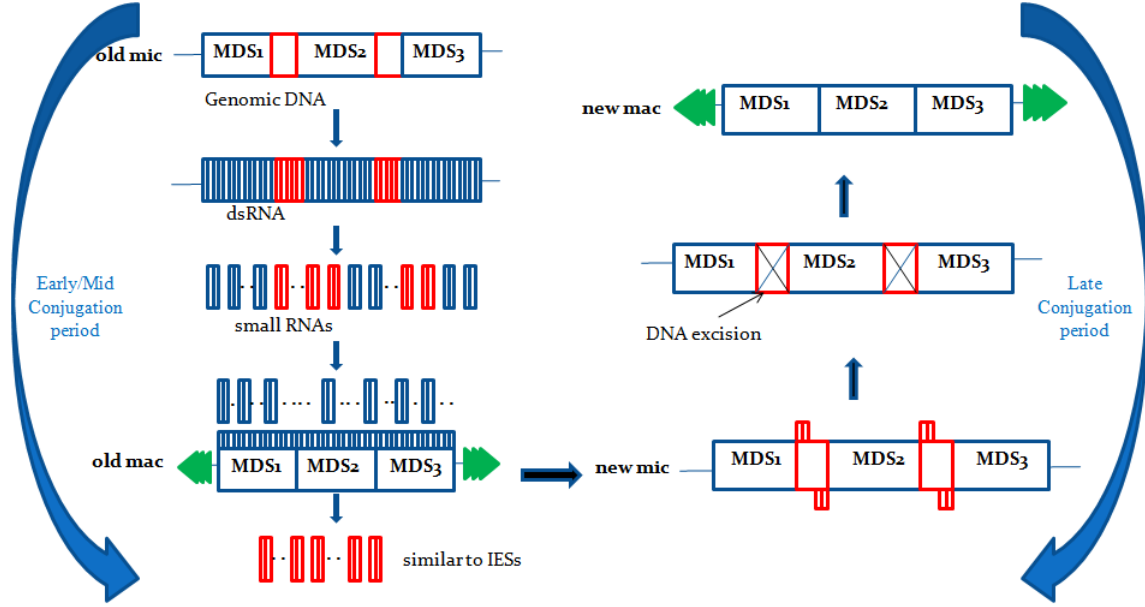 old mic
MDS1 MDS2 MDS3
Genomic DNA
dsRNA
small RNAs
Early/Mid
Conjugation
period
old mac
MDS1 MDS2 MDS3
similar to IESs
new mac
MDS1 MDS2 MDS3
MDS1 MDS2 MDS3
DNA excision
new mic
MDS1 MDS2 MDS3
Late
Conjugation
period